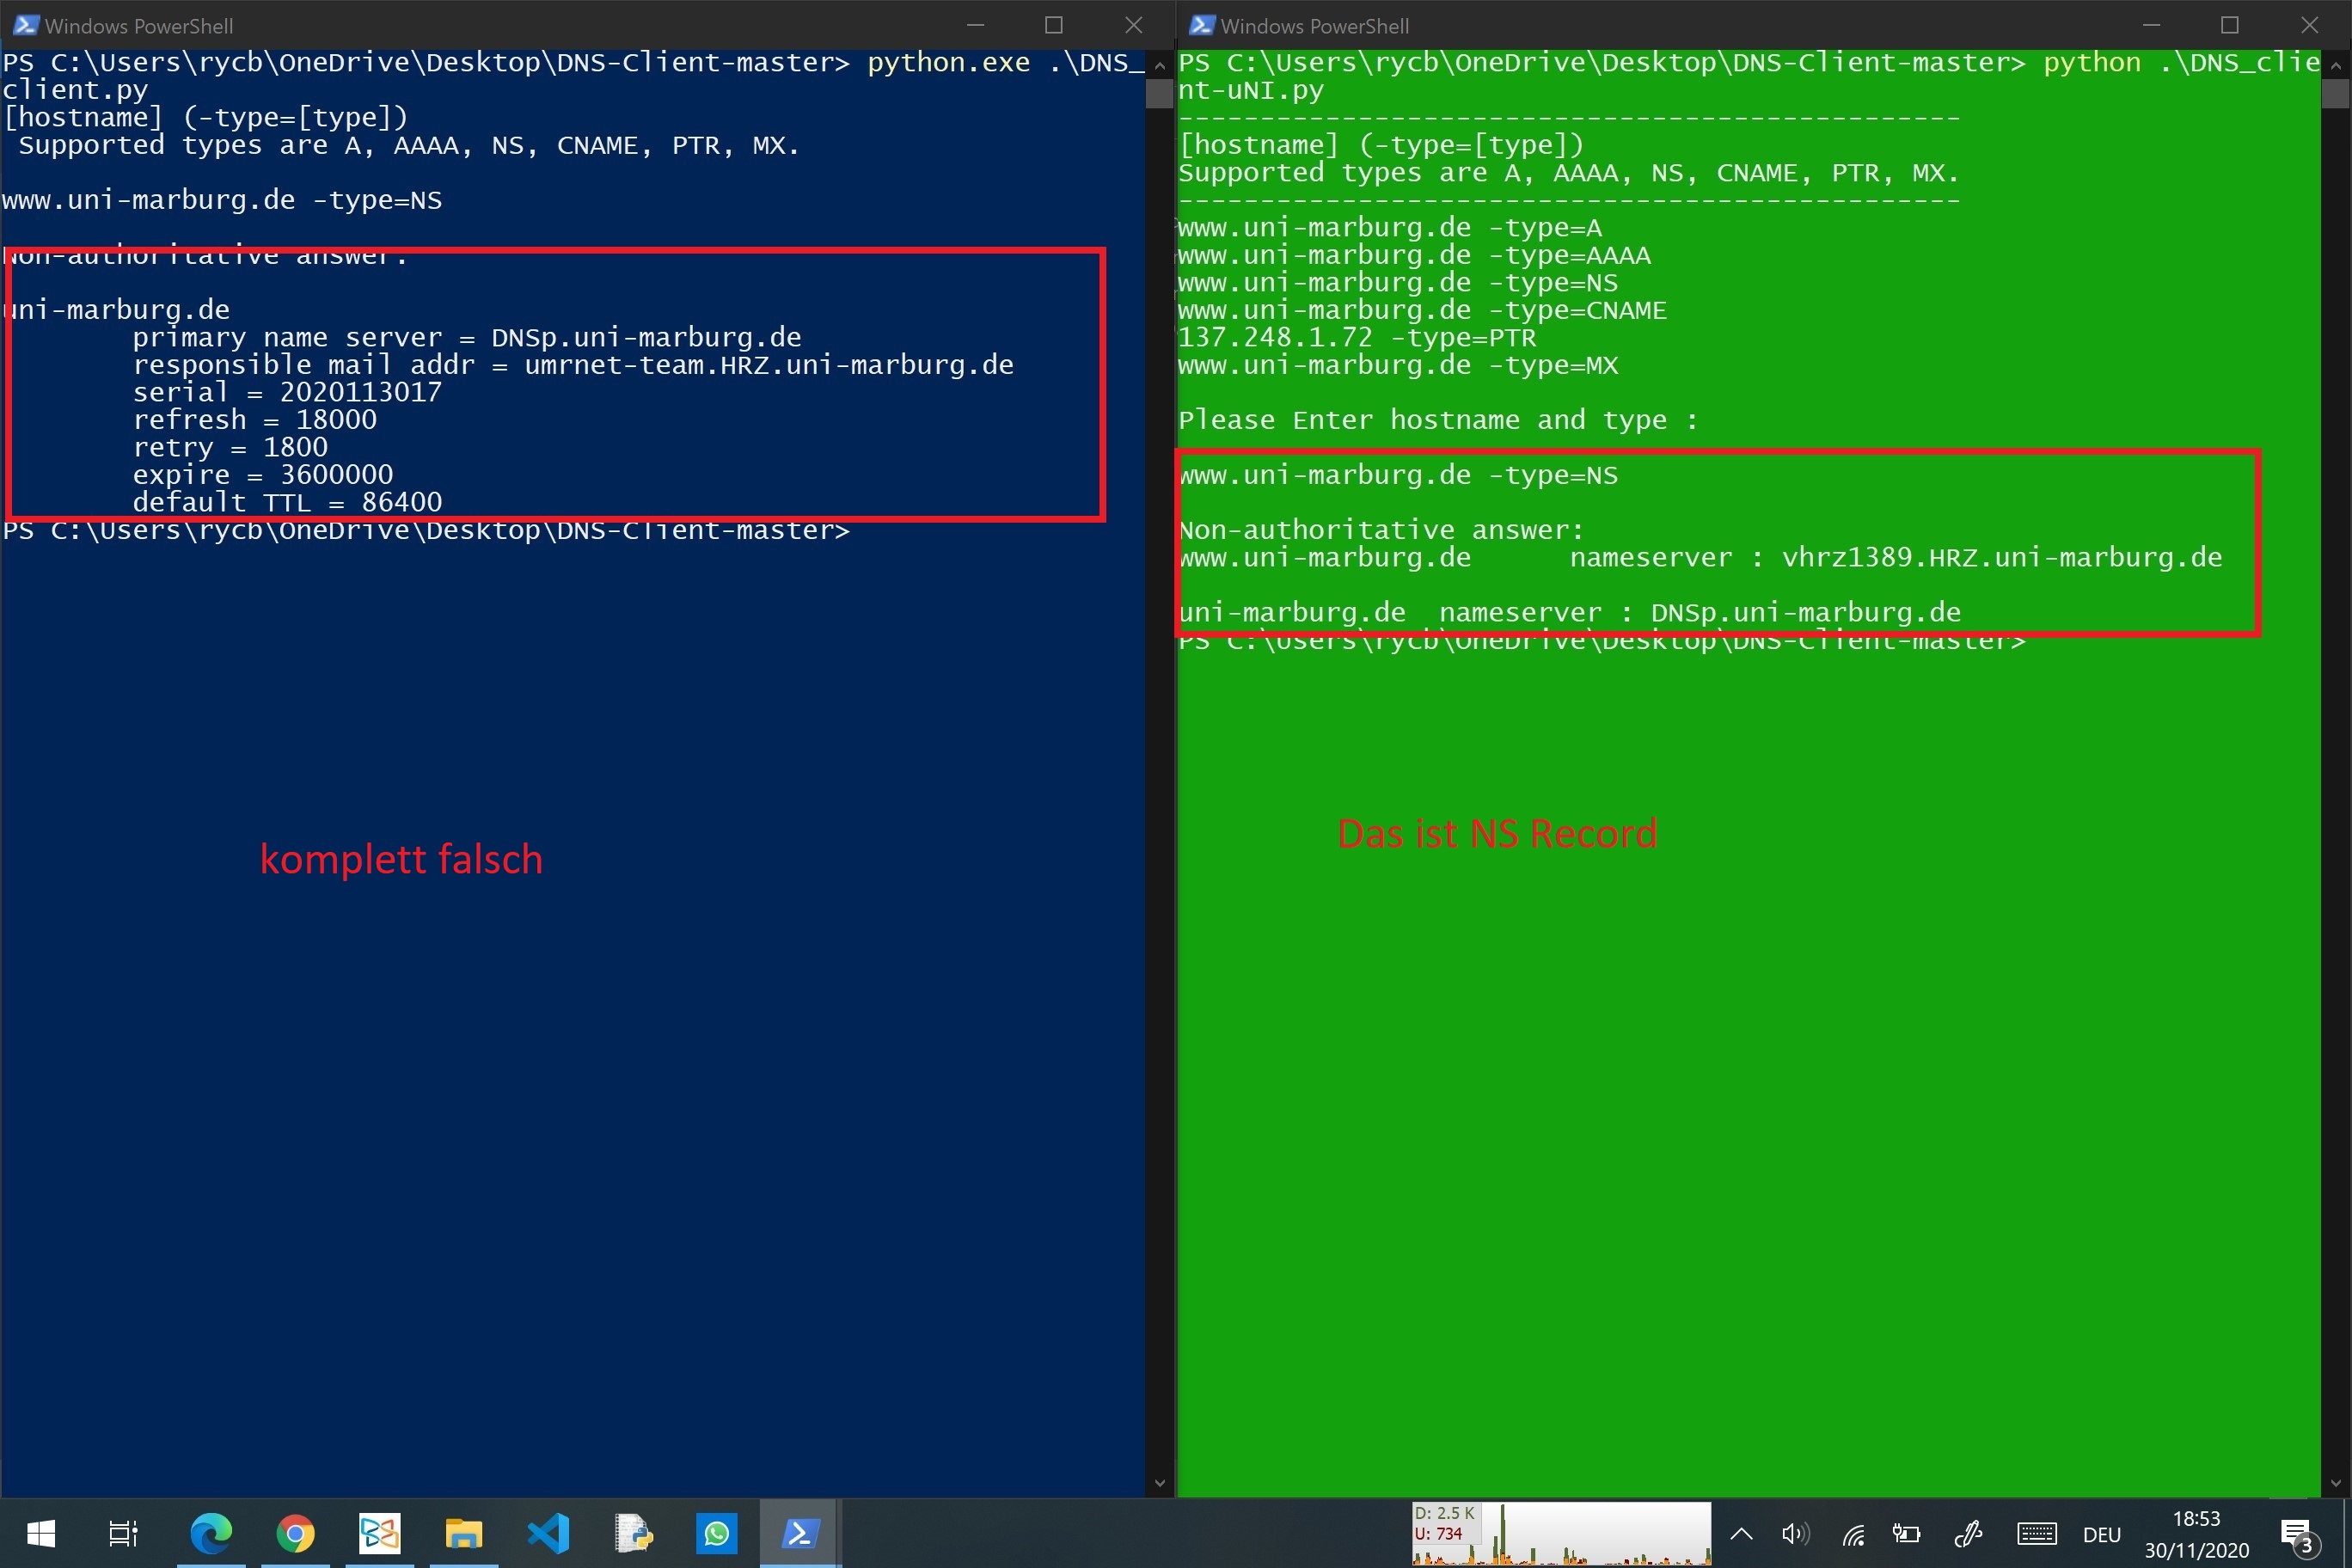 Windows PowerShell
PS C:\Users\rycb\OneDrive\Desktop\DNS-Client-master> python.exe .\DNS_
client.py
[hostname] (-type=[type])
Supported types are A, AAAA, NS, CNAME, PTR, MX.
www.uni-marburg.de -type=NS
Non-authoritative answer:
uni-marburg.de
primary name server = DNSp.uni-marburg.de
responsible mail addr = umrnet-team.HRZ.uni-marburg.de
serial = 2020113017
refresh = 18000
retry = 1800
expire = 3600000
default TTL = 86400
PS C:\Users\rycb\OneDrive\Desktop\DNS-Client-master>
komplett falsch
Windows PowerShell
PS C:\Users\rycb\OneDrive\Desktop\DNS-Client-master> python .\DNS_clie
nt-uNI.py
------------------------------------------------
[hostname] (-type=[type])
Supported types are A, AAAA, NS, CNAME, PTR, MX.
------------------------------------------------
www.uni-marburg.de -type=A
www.uni-marburg.de -type=AAAA
www.uni-marburg.de -type=NS
www.uni-marburg.de -type=CNAME
137.248.1.72 -type=PTR
www.uni-marburg.de -type=MX
Please Enter hostname and type :
www.uni-marburg.de -type=NS
Non-authoritative answer:
www.uni-marburg.de nameserver : vhrz1389.HRZ.uni-marburg.de
uni-marburg.de nameserver : DNSp.uni-marburg.de
PS C:\Users\rycb\OneDrive\Desktop\DNS-Client-master>
Das ist NS Record
D: 2.5 K
U: 734
DEU
18:53
30/11/2020
3